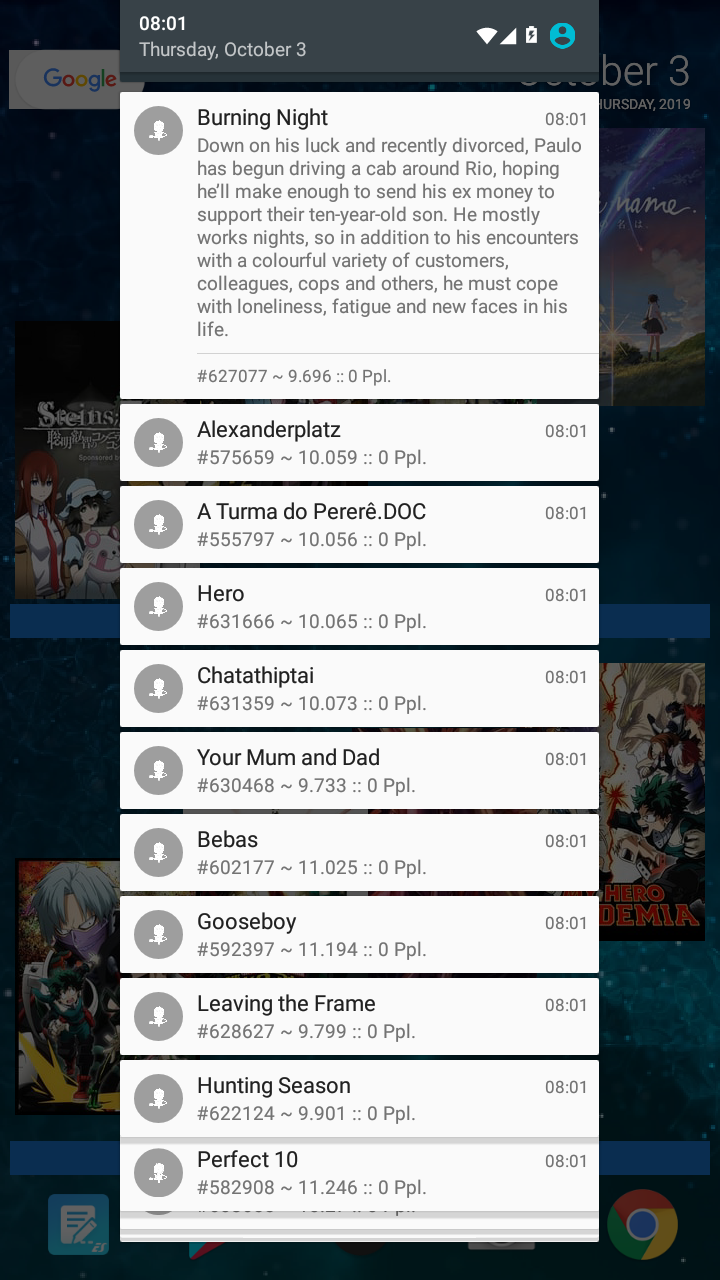 08:01
Thursday, October 3
Google
October 3
THURSDAY, 2019
Burning Night 08:01
Down on his luck and recently divorced, Paulo
has begun driving a cab around Rio, hoping
he'll make enough to send his ex money to
support their ten-year-old son. He mostly
works nights, so in addition to his encounters
with a colourful variety of customers,
colleagues, cops and others, he must cope
with loneliness, fatigue and new faces in his
life.
#627077 ~ 9.696 :: 0 Ppl.
name.
Steins;
Sponsored by
Alexanderplatz 08:01
#575659 ~ 10.059 :: 0 Ppl.
A Turma do Pererê.DOC 08:01
#555797 ~ 10.056 :: 0 Ppl.
Hero 08:01
#631666 ~ 10.065 :: 0 Ppl.
Chatathiptai 08:01
#631359 ~ 10.073 :: 0 Ppl.
Your Mum and Dad 08:01
#630468 ~ 9.733 :: 0 Ppl.
Bebas 08:01
#602177 ~ 11.025 :: 0 Ppl.
HERO
DEMIA
Gooseboy 08:01
#592397 ~ 11.194 :: 0 Ppl.
Leaving the Frame 08:01
#628627 ~ 9.799 :: 0 Ppl.
Hunting Season 08:01
#622124 ~ 9.901 :: 0 Ppl.
Perfect 10 08:01
#582908 ~ 11.246 :: 0 Ppl.